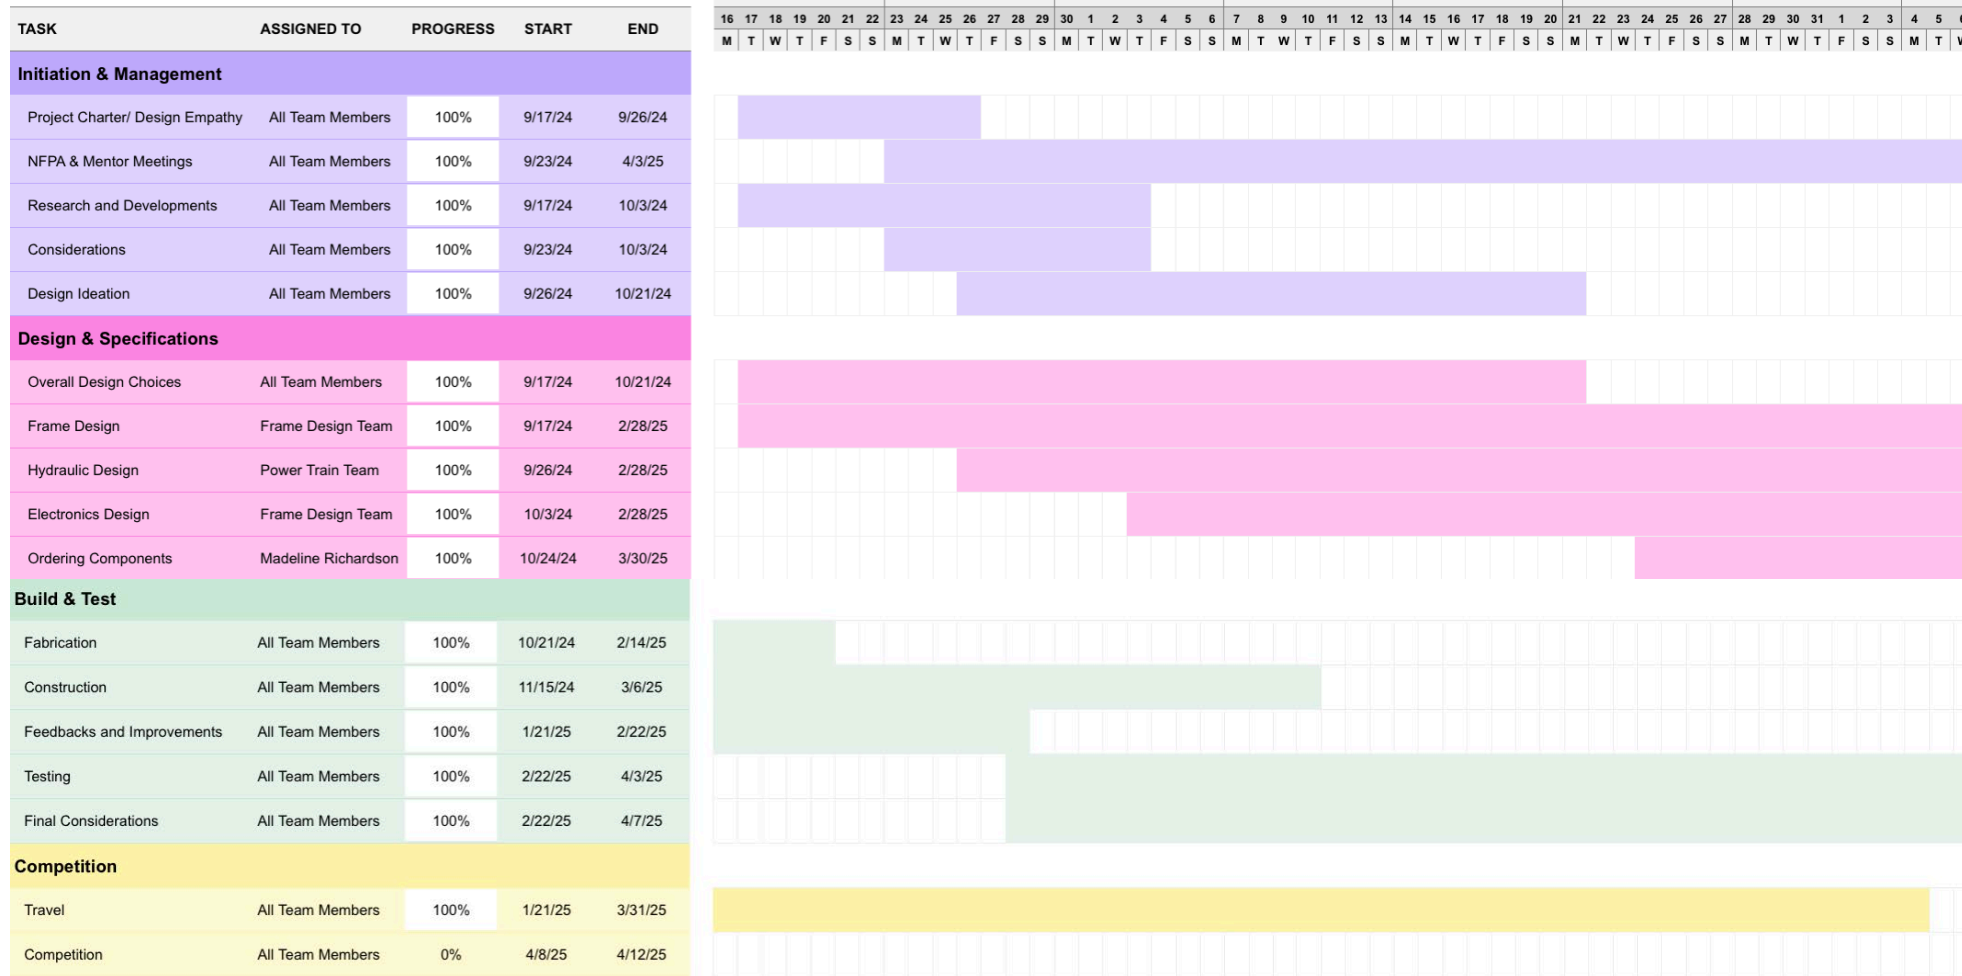 TASK ASSIGNED TO PROGRESS START END 16 17 18 19 20 21 22 23 24 25 26 27 28 29 30 1 2 3 4 5 6 7 8 9 10 11 12 13 14 15 16 17 18 19 20 21 22 23 24 25 26 27 28 29 30 31 1 2 3 4 5
M T W T F S S M T W T F S S M T W T F S S M T W T F S S M T W T F S S M T W T F S S M T W T F S S M T W
Initiation & Management
Project Charter/ Design Empathy All Team Members 100% 9/17/24 9/26/24
NFPA & Mentor Meetings All Team Members 100% 9/23/24 4/3/25
Research and Developments All Team Members 100% 9/17/24 10/3/24
Considerations All Team Members 100% 9/23/24 10/3/24
Design Ideation All Team Members 100% 9/26/24 10/21/24
Design & Specifications
Overall Design Choices All Team Members 100% 9/17/24 10/21/24
Frame Design Frame Design Team 100% 9/17/24 2/28/25
Hydraulic Design Power Train Team 100% 9/26/24 2/28/25
Electronics Design Frame Design Team 100% 10/3/24 2/28/25
Ordering Components Madeline Richardson 100% 10/24/24 3/30/25
Build & Test
Fabrication All Team Members 100% 10/21/24 2/14/25
Construction All Team Members 100% 11/15/24 3/6/25
Feedbacks and Improvements All Team Members 100% 1/21/25 2/22/25
Testing All Team Members 100% 2/22/25 4/3/25
Final Considerations All Team Members 100% 2/22/25 4/7/25
Competition
Travel All Team Members 100% 1/21/25 3/31/25
Competition All Team Members 0% 4/8/25 4/12/25